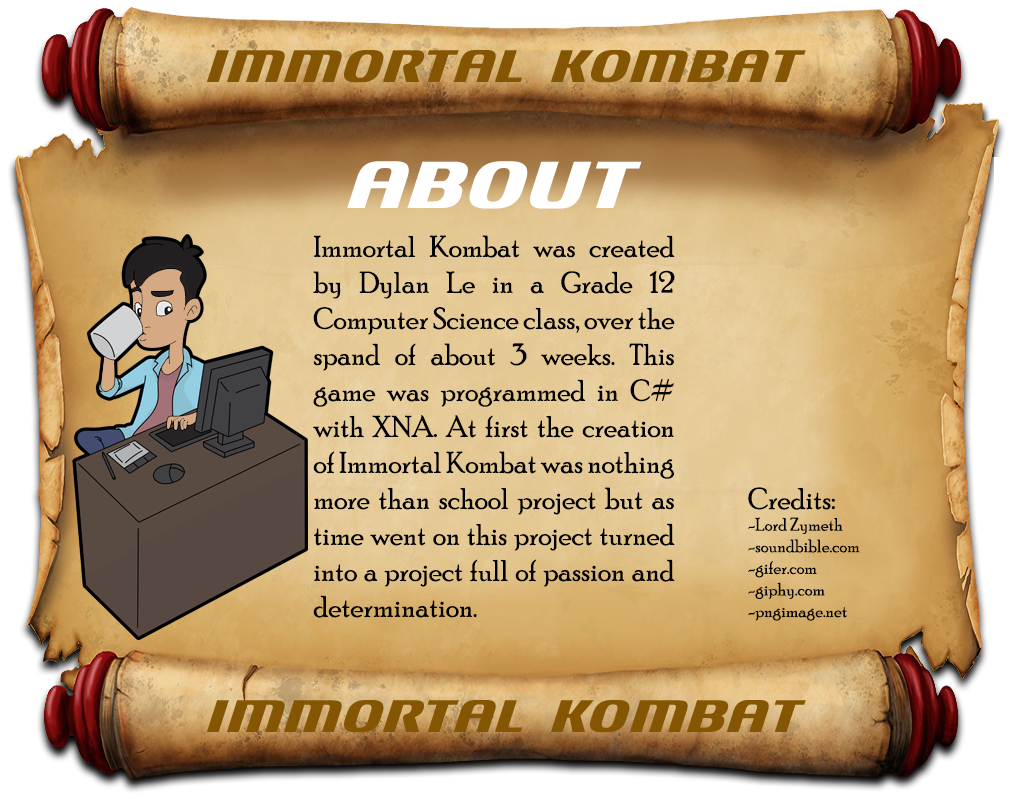 IMMORTAL KOMBAT
ABOUT
Immortal Kombat was created
by Dylan Le in a Grade 12
Computer Science class, over the
spand of about 3 weeks. This
game was programmed in C#
with XNA. At first the creation
of Immortal Kombat was nothing
more than school project but as
time went on this project turned
into a project full of passion and
determination.
Credits:
~Lord Zymeth
~soundbible.com
~gifer.com
~giphy.com
~pngimage.net
IMMORTAL KOMBAT